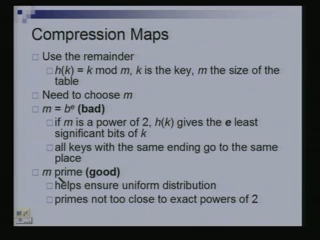 Compression Maps
Use the remainder
h(k) = k mod m, k is the key, m the size of the
table
Need to choose m
m = bᵉ (bad)
if m is a power of 2, h(k) gives the e least
significant bits of k
all keys with the same ending go to the same
place
m prime (good)
helps ensure uniform distribution
primes not too close to exact powers of 2